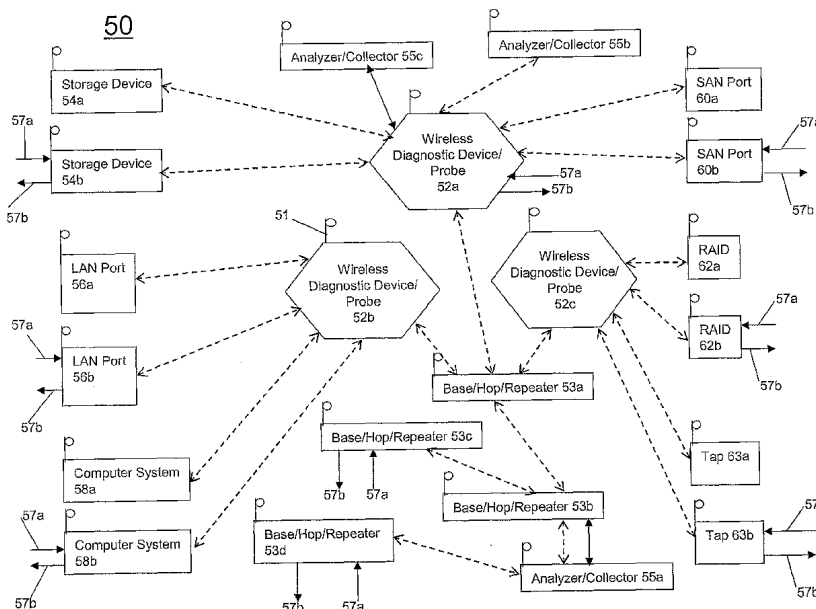 50
Analyzer/Collector 55c
Analyzer/Collector 55b
Storage Device
54a
SAN Port
60a
57a
Storage Device
54b
57b
Wireless
Diagnostic Device/
Probe
52a
57a
57b
SAN Port
60b
57a
57b
51
LAN Port
56a
Wireless
Diagnostic Device/
Probe
52b
Wireless
Diagnostic Device/
Probe
52c
RAID
62a
57a
LAN Port
56b
57b
RAID
62b
57a
57b
Base/Hop/Repeater 53a
Base/Hop/Repeater 53c
57b
57a
Computer System
58a
Tap 63a
57a
Computer System
58b
57b
Base/Hop/Repeater 53b
Base/Hop/Repeater
53d
57b
57a
Tap 63b
57a
57b
Analyzer/Collector 55a